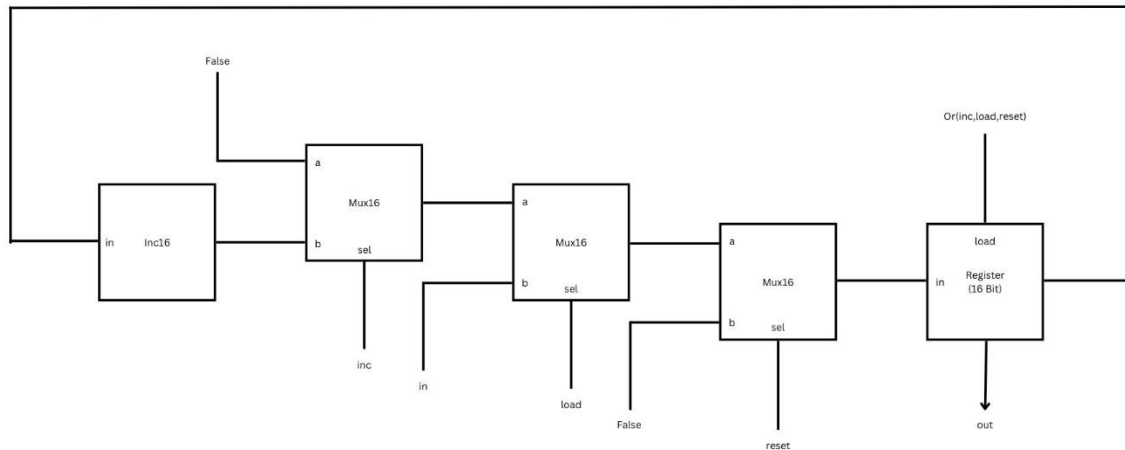 False
Or(inc,load,reset)
a
Mux16
b
sel
in
Inc16
a
Mux16
b
sel
a
Mux16
b
sel
load
in
Register
(16 Bit)
inc
in
load
False
reset
out